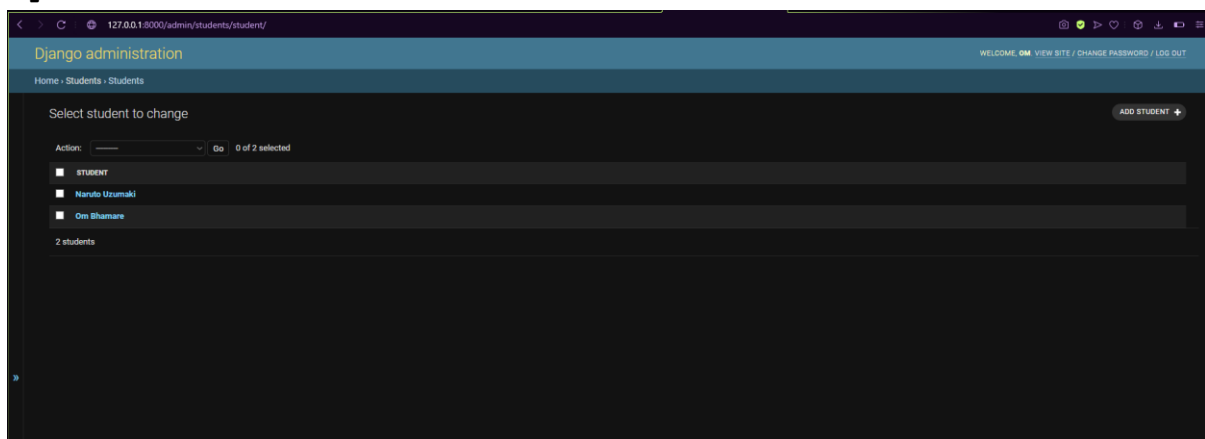 127.0.0.1:8000/admin/students/student/
Django administration
WELCOME, OM. VIEW SITE / CHANGE PASSWORD / LOG OUT
Home › Students › Students
Select student to change
ADD STUDENT +
Action: --------- Go 0 of 2 selected
STUDENT
Naruto Uzumaki
Om Bhamare
2 students
»